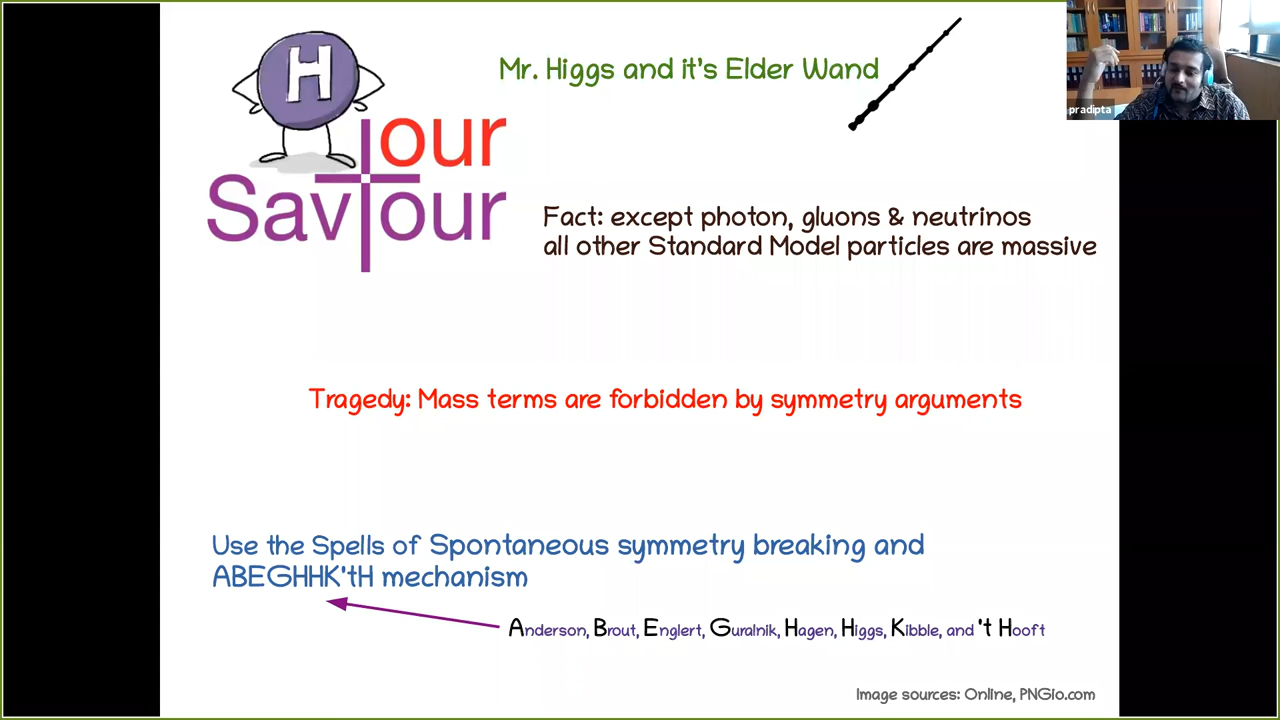 H
Mr. Higgs and it's Elder Wand
pradipta
our
Saviour
Fact: except photon, gluons & neutrinos
all other Standard Model particles are massive
Tragedy: Mass terms are forbidden by symmetry arguments
Use the Spells of Spontaneous symmetry breaking and
ABEGHHK'tH mechanism
Anderson, Brout, Englert, Guralnik, Hagen, Higgs, Kibble, and 't Hooft
Image sources: Online, PNGio.com